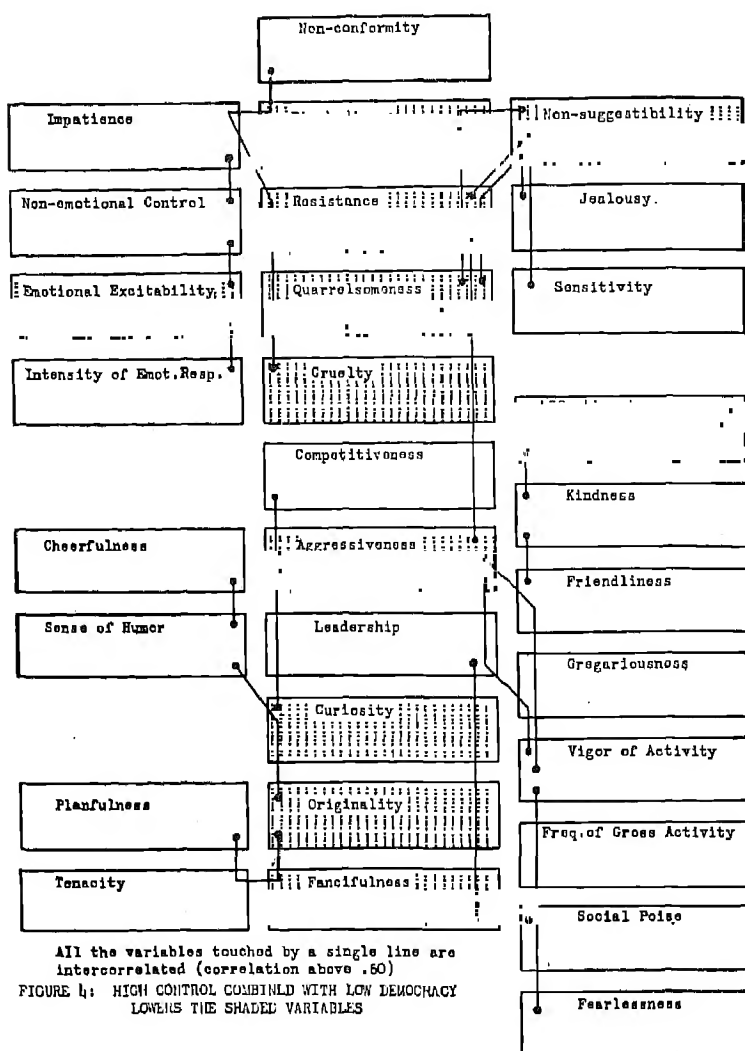 Non-conformity
Impatience
Non-suggestibility
Non-emotional Control
Resistance
Jealousy.
Emotional Excitability
Quarrelsomeness
Sensitivity
Intensity of Emot.Resp.
Cruelty
Competitiveness
Kindness
Cheerfulness
Aggressiveness
Friendliness
Sense of Humor
Leadership
Gregariousness
Curiosity
Vigor of Activity
Planfulness
Originality
Freq.of Gross Activity
Tenacity
Fancifulness
Social Poise
All the variables touched by a single line are
intercorrelated (correlation above .60)
FIGURE 4: HIGH CONTROL COMBINED WITH LOW DEMOCRACY
LOWERS THE SHADED VARIABLES
Fearlessness